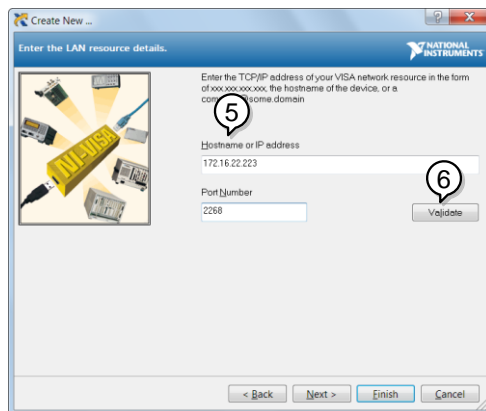 Create New ...
Enter the LAN resource details.
NATIONAL
INSTRUMENTS
Enter the TCP/IP address of your VISA network resource in the form
of xxx.xxx.xxx.xxx, the hostname of the device, or a
some.domain
5
Hostname or IP address
172.16.22.223
6
Port Number
2268
Validate
NI-VISA
< Back
Next >
Finish
Cancel